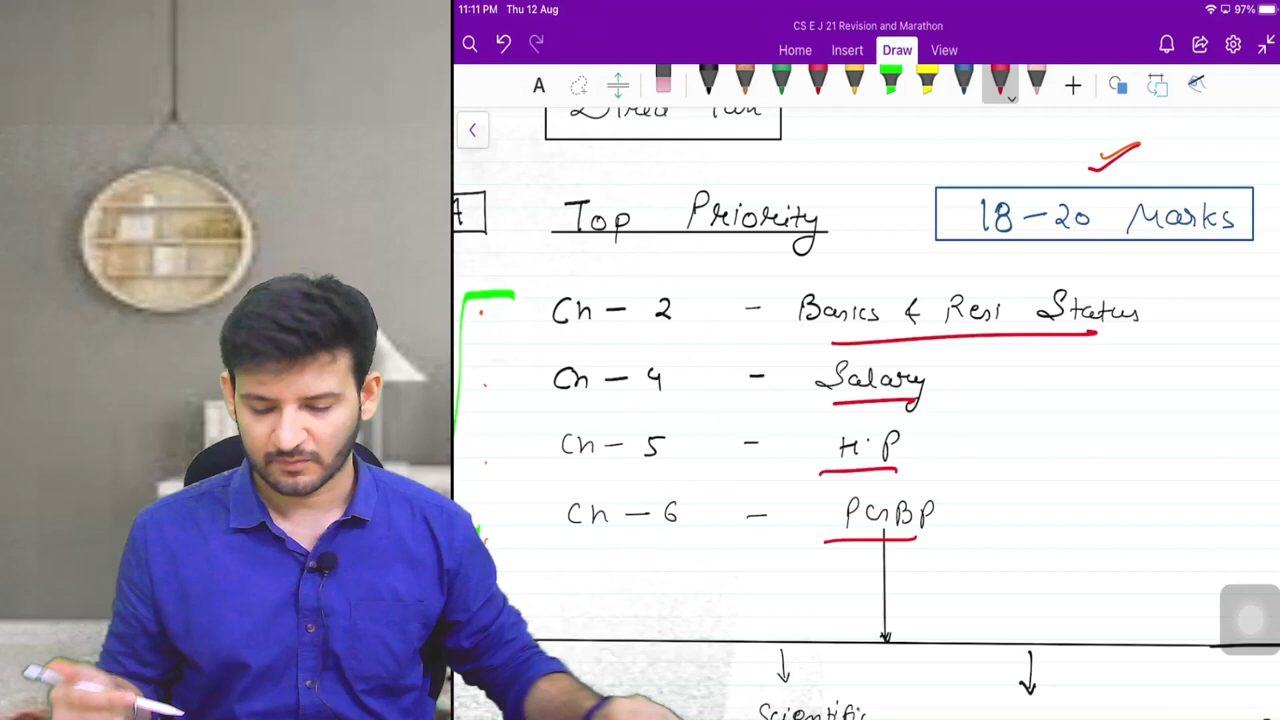 11:11 PM Thu 12 Aug
97%
CS E J 21 Revision and Marathon
Home Insert Draw View
A
A
Top Priority
18-20 Marks
Ch - 2 - Basics & Resi Status
Ch - 4 - Salary
Ch - 5 - H.P
Ch - 6 - PGBP
Scientific